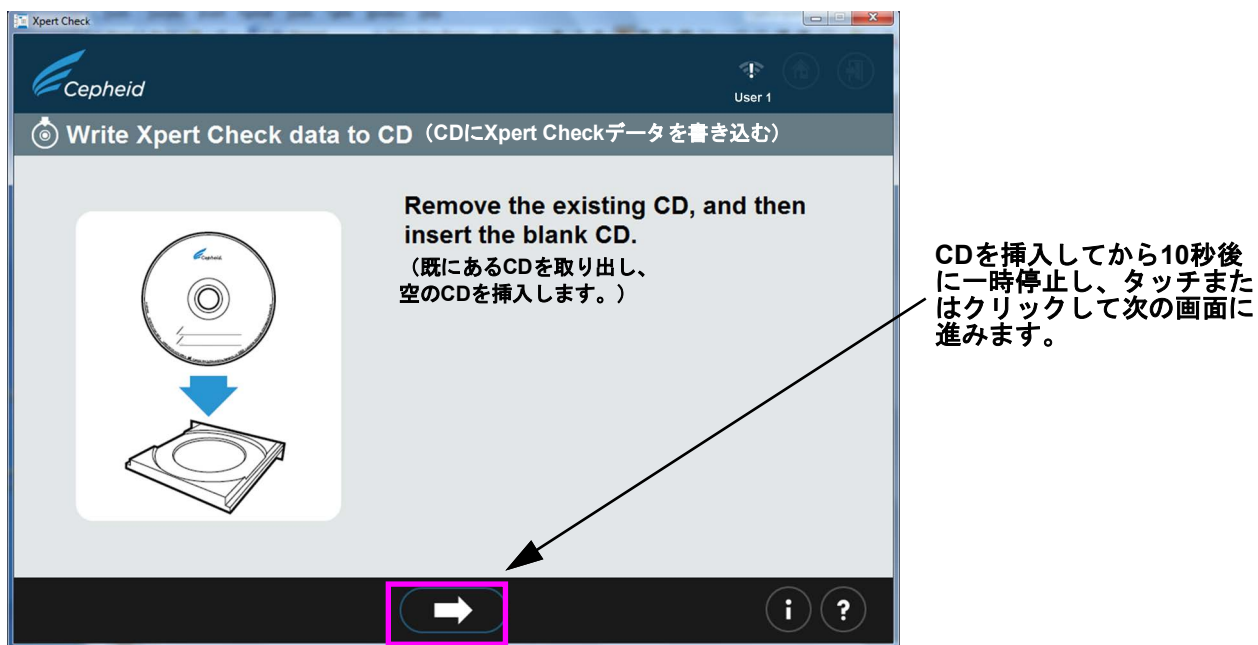 Xpert Check
Cepheid
User 1
Write Xpert Check data to CD（CDにXpert Checkデータを書き込む）
Cepheid
Remove the existing CD, and then
insert the blank CD.
（既にあるCDを取り出し、
空のCDを挿入します。）
CDを挿入してから10秒後
に一時停止し、タッチまた
はクリックして次の画面に
進みます。
i ?